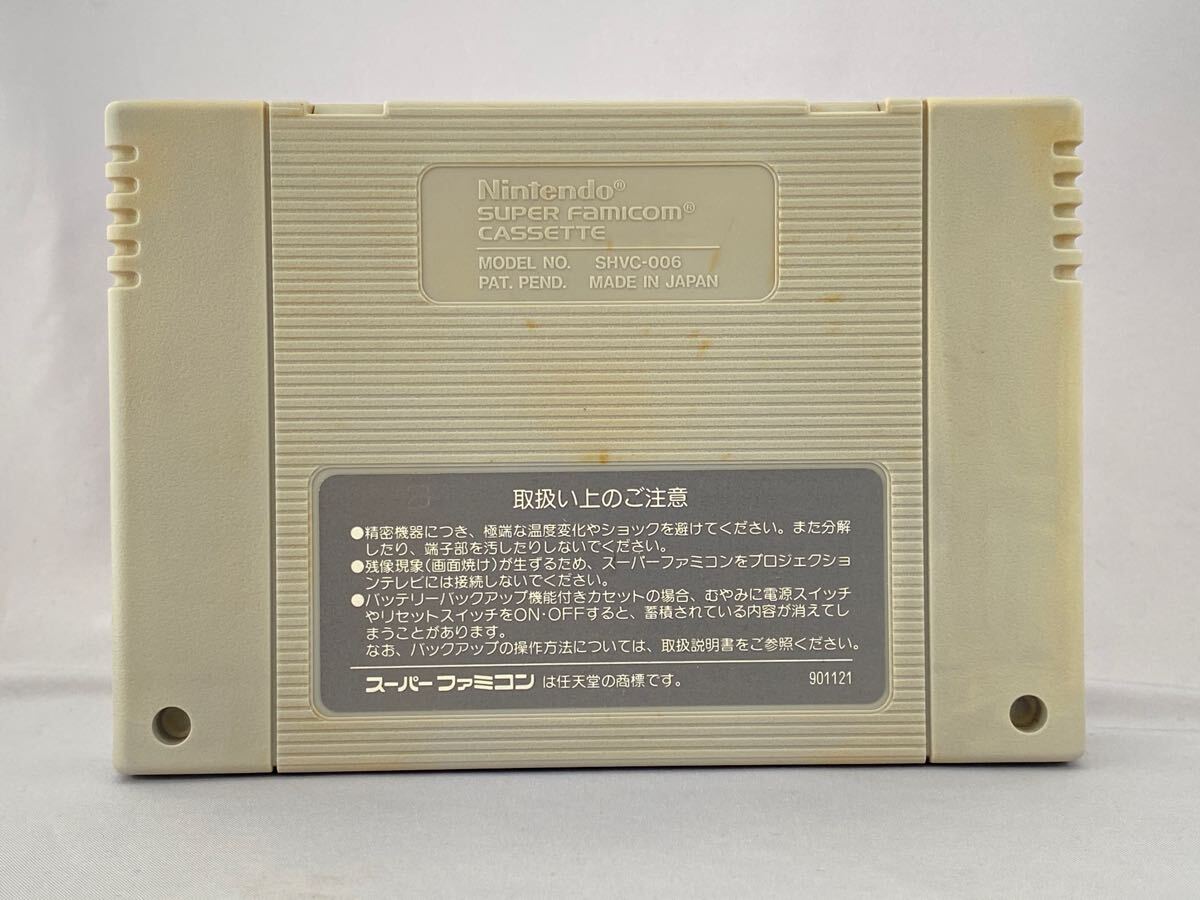 Nintendo®
SUPER FAMICOM®
CASSETTE
MODEL NO. SHVC-006
PAT. PEND. MADE IN JAPAN
取扱い上のご注意
●精密機器につき、極端な温度変化やショックを避けてください。また分解
したり、端子部を汚したりしないでください。
●残像現象(画面焼け)が生ずるため、スーパーファミコンをプロジェクショ
ンテレビには接続しないでください。
●バッテリーバックアップ機能付きカセットの場合、むやみに電源スイッチ
やリセットスイッチをON・OFFすると、蓄積されている内容が消えてし
まうことがあります。
なお、バックアップの操作方法については、取扱説明書をご参照ください。
スーパーファミコン は任天堂の商標です。 901121